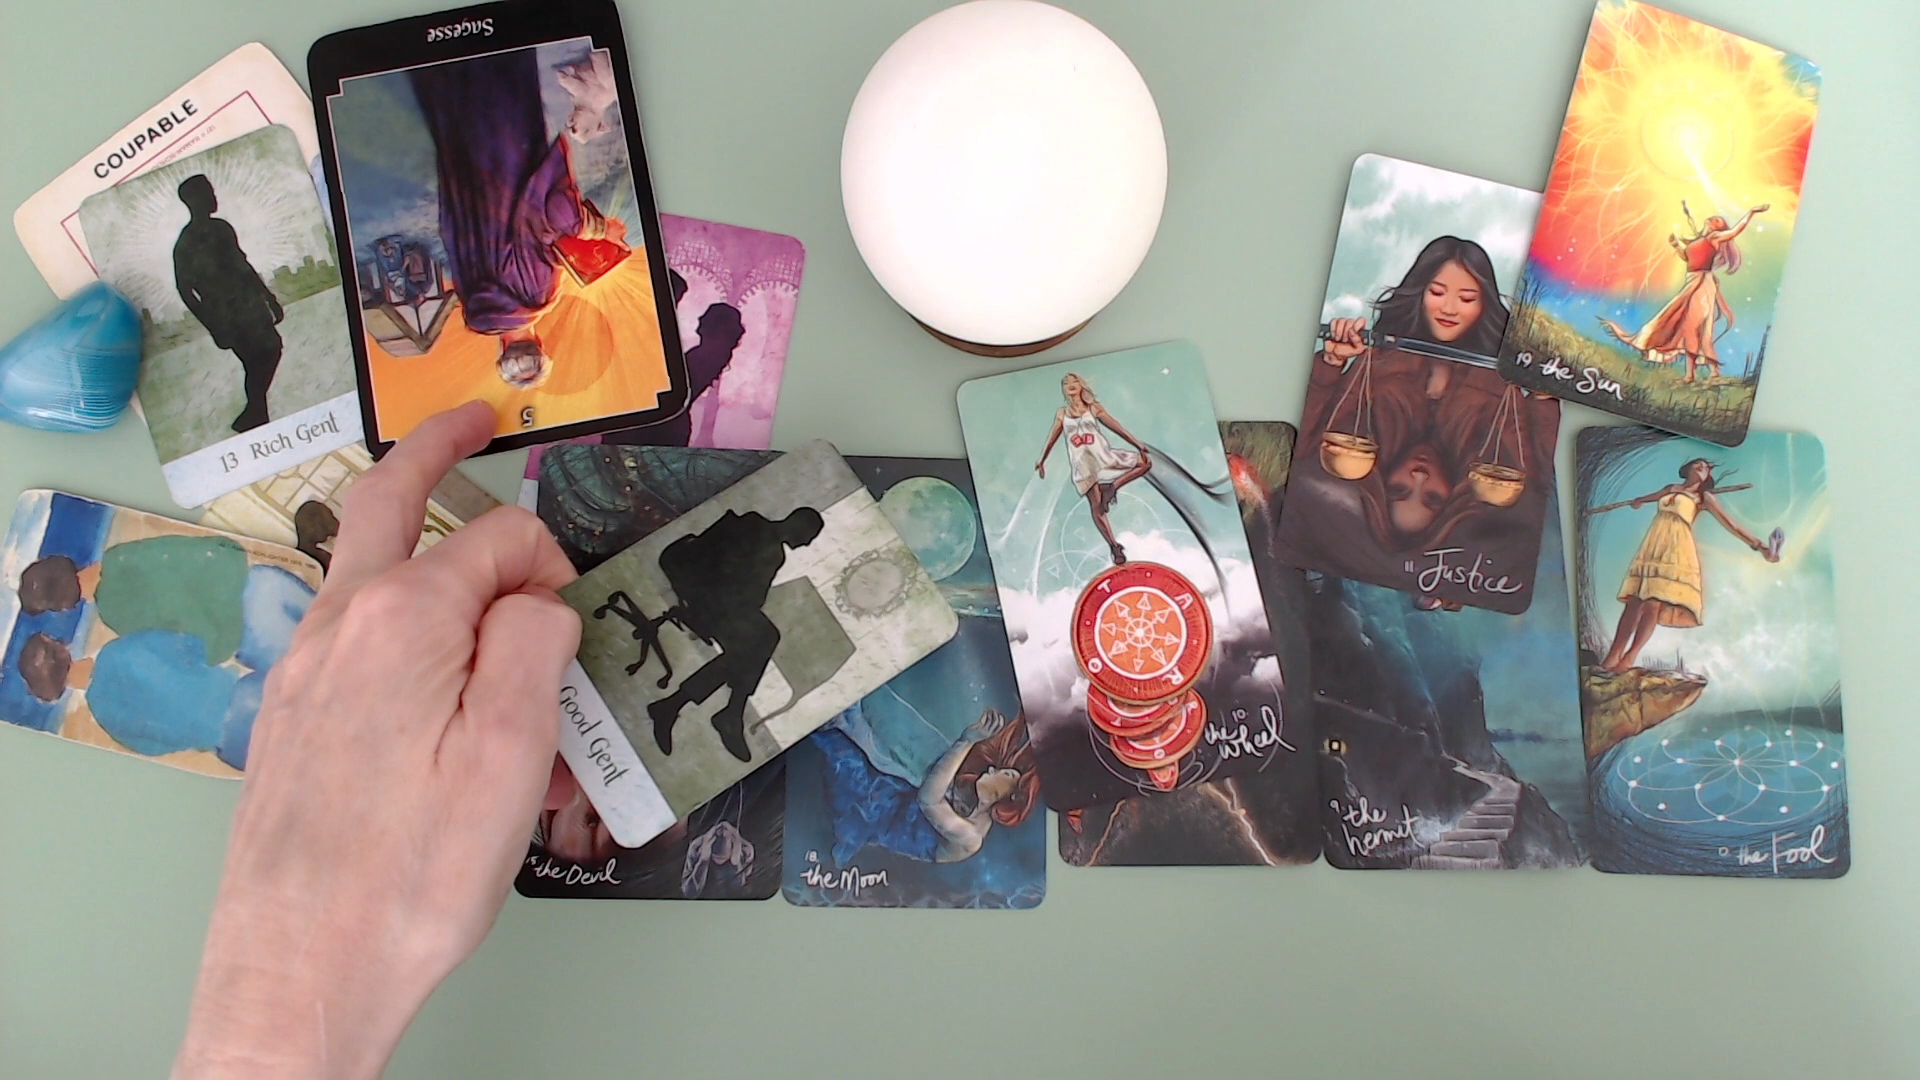 Sagesse
5
COUPABLE
13 Rich Gent
Good Gent
15
the Devil
18
the Moon
TAROT
10
the wheel
9
the hermit
11 Justice
19 the Sun
0 the Fool